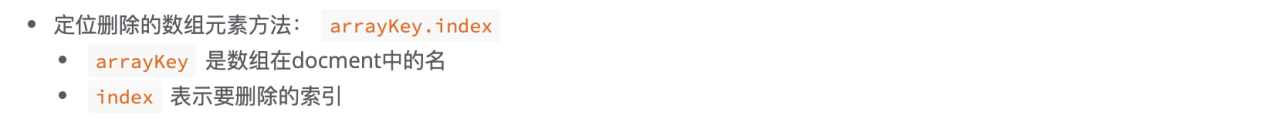 定位删除的数组元素方法： arrayKey.index
arrayKey 是数组在docment中的名
index 表示要删除的索引